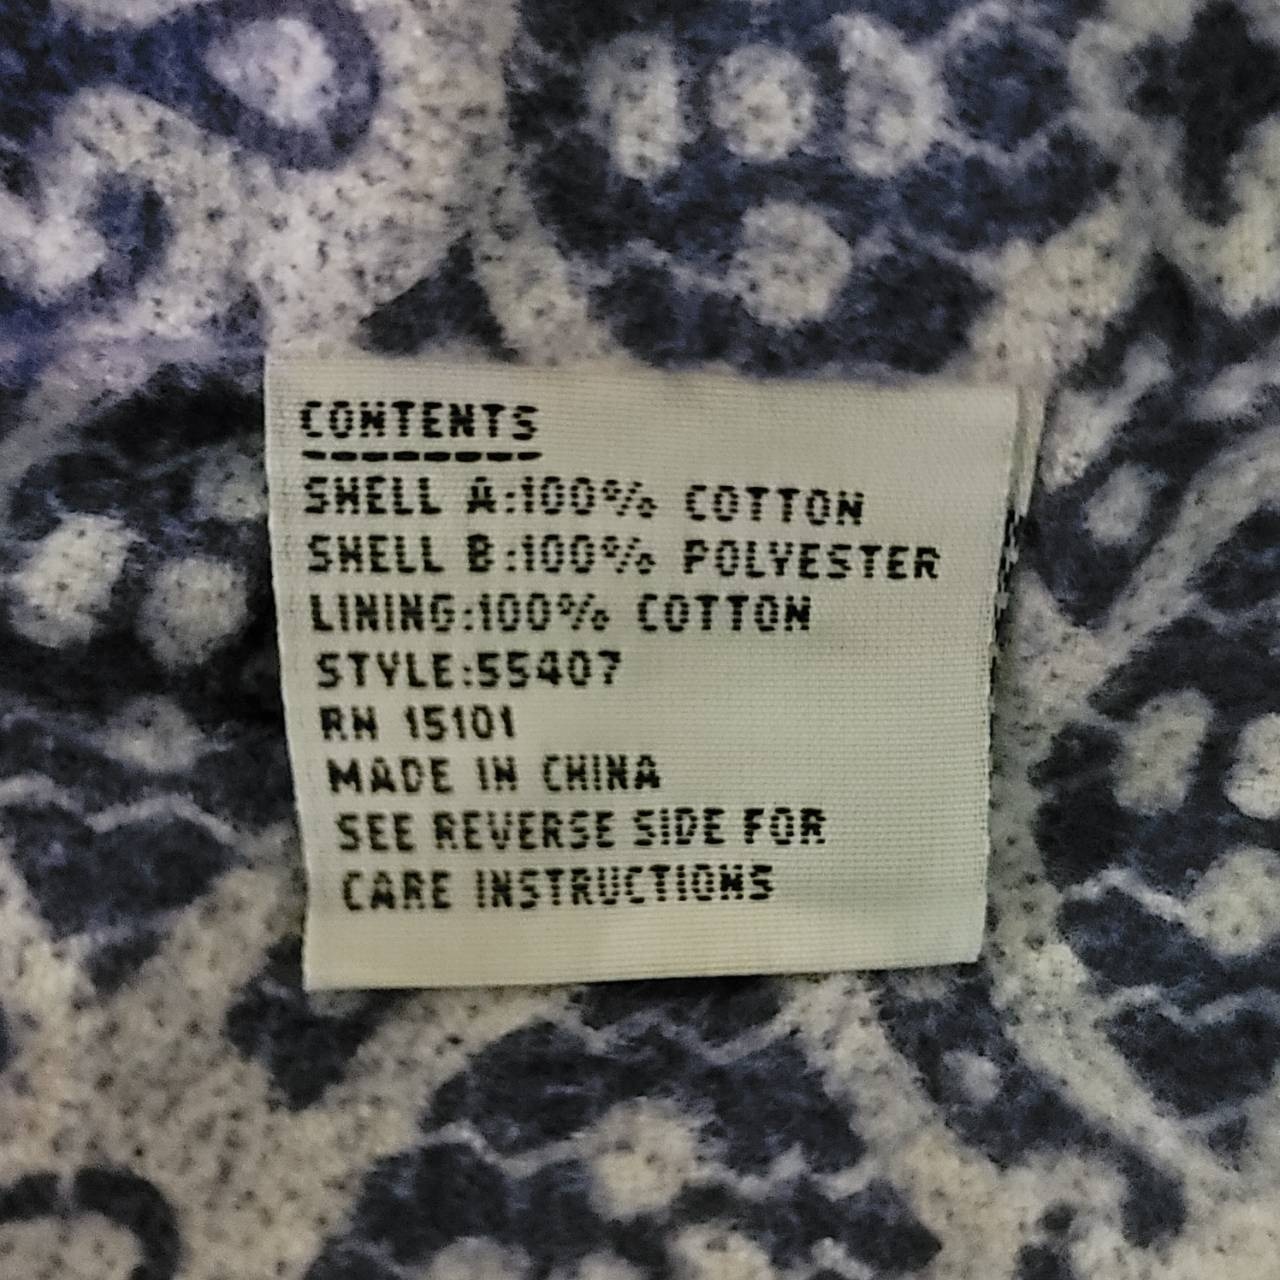 CONTENTS
SHELL A:100% COTTON
SHELL B:100% POLYESTER
LINING:100% COTTON
STYLE:55407
RN 15101
MADE IN CHINA
SEE REVERSE SIDE FOR
CARE INSTRUCTIONS